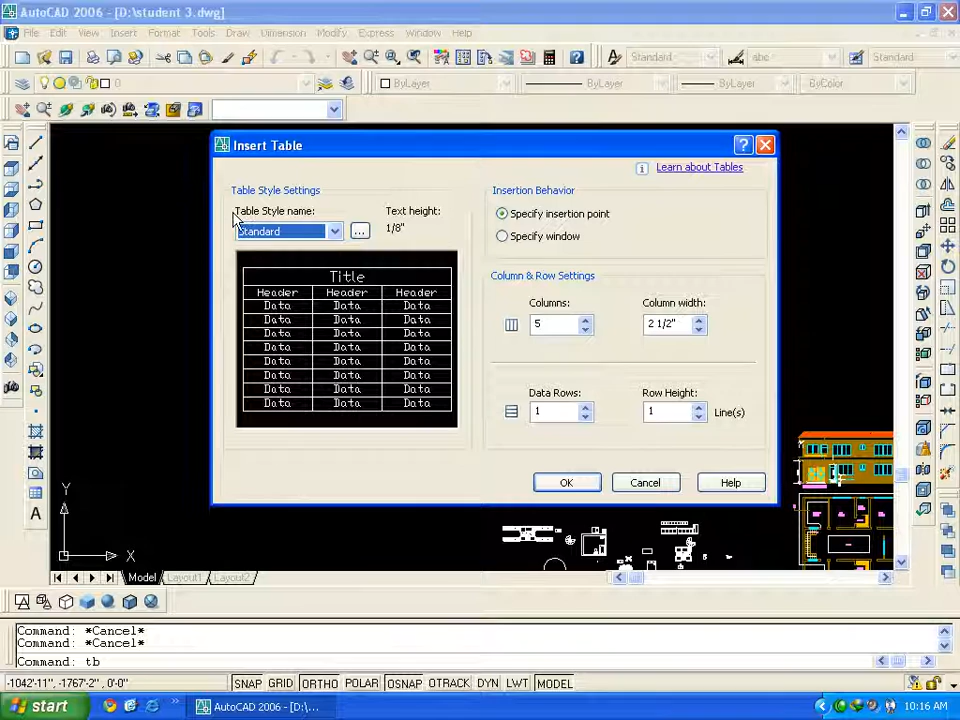 AutoCAD 2006 - [D:\student 3.dwg]
File Edit View Insert Format Tools Draw Dimension Modify Express Window Help
Standard abc Standard
0 ByLayer ByLayer ByLayer ByColor
Insert Table
Learn about Tables
Table Style Settings
Insertion Behavior
Table Style name: Text height:
Specify insertion point
Standard ... 1/8"
Specify window
Title
Header Header Header
Data Data Data
Data Data Data
Data Data Data
Data Data Data
Data Data Data
Data Data Data
Data Data Data
Data Data Data
Column & Row Settings
Columns: Column width:
5 2 1/2"
Data Rows: Row Height:
1 1 Line(s)
OK Cancel Help
Y
X
A
Model Layout1 Layout2
Command: *Cancel*
Command: *Cancel*
Command: tb
-1042'-11", -1767'-2", 0'-0" SNAP GRID ORTHO POLAR OSNAP OTRACK DYN LWT MODEL
start AutoCAD 2006 - [D:\... 10:16 AM